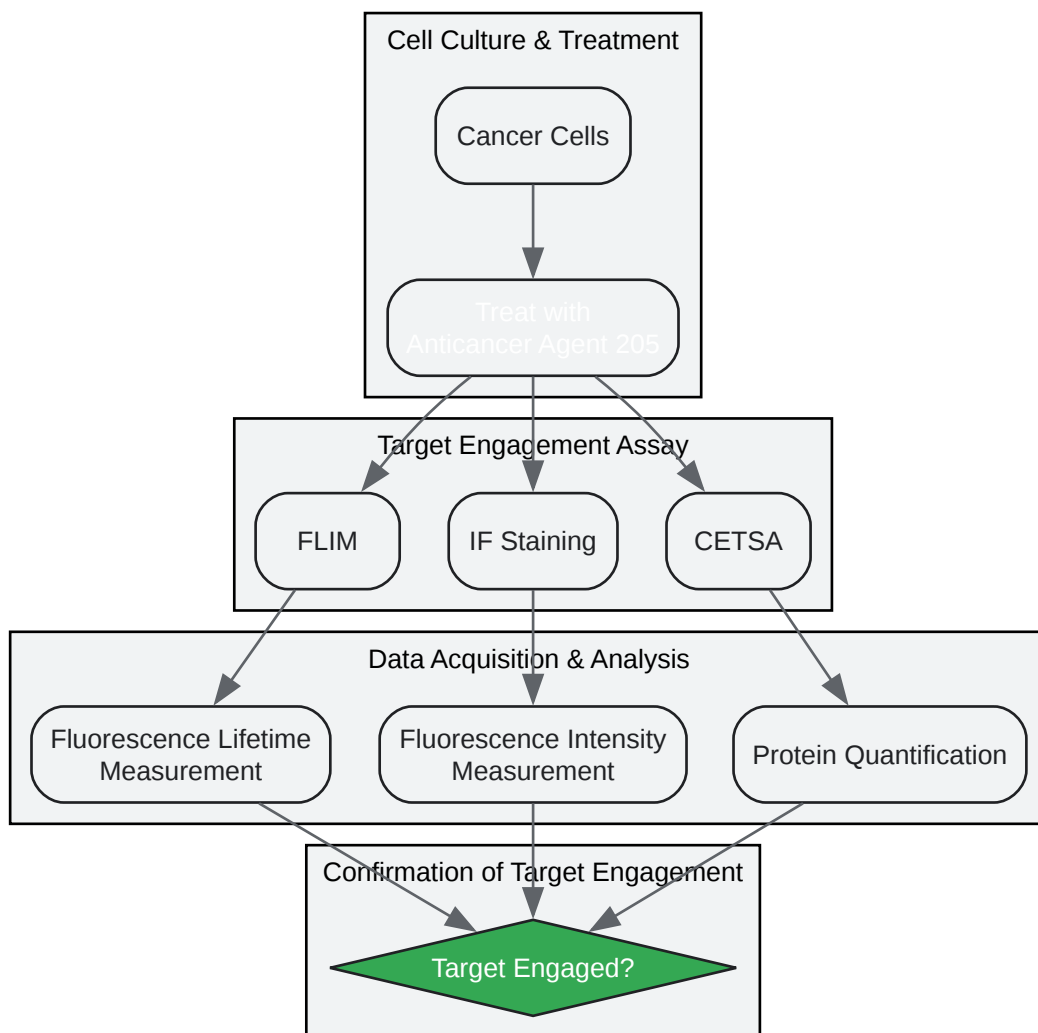 Cell Culture & Treatment
Cancer Cells
Treat with
Anticancer Agent 205
Target Engagement Assay
FLIM
IF Staining
CETSA
Data Acquisition & Analysis
Fluorescence Lifetime
Measurement
Fluorescence Intensity
Measurement
Protein Quantification
Confirmation of Target Engagement
Target Engaged?